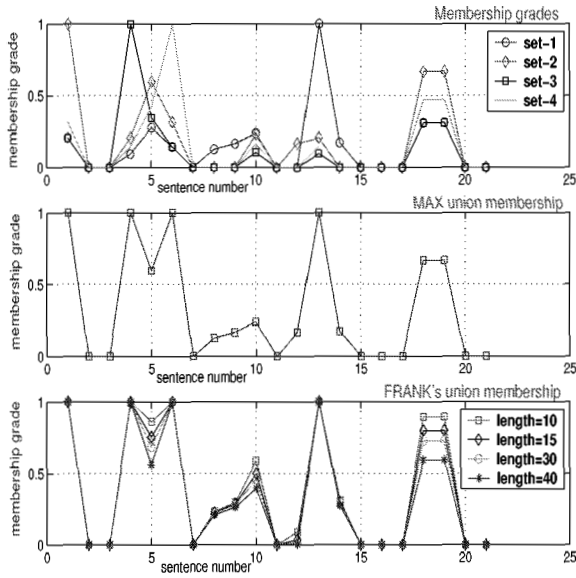 Membership grades
membership grade
1
0.5
0
set-1
set-2
set-3
set-4
0 5 10 15 20 25
sentence number
MAX union membership
membership grade
1
0.5
0
0 5 10 15 20 25
sentence number
FRANK's union membership
membership grade
1
0.5
0
length=10
length=15
length=30
length=40
0 5 10 15 20 25
sentence number